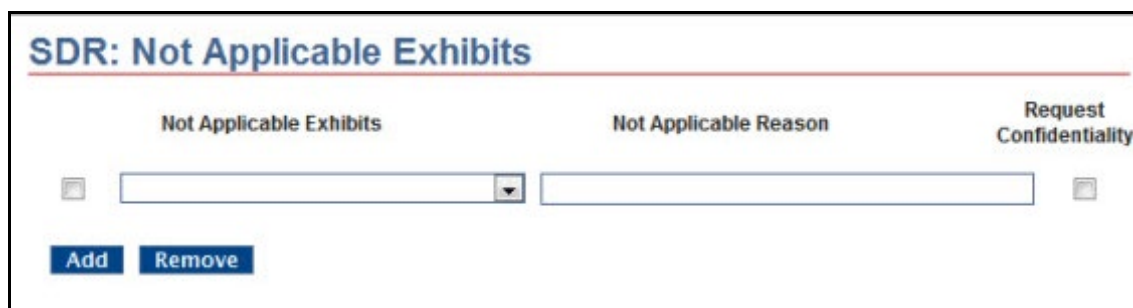 SDR: Not Applicable Exhibits
Not Applicable Exhibits
Not Applicable Reason
Request
Confidentiality
Add
Remove